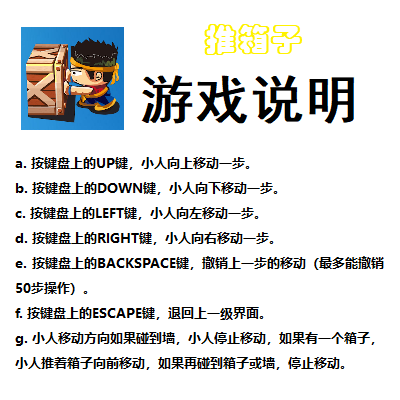 推箱子
游戏说明
a. 按键盘上的UP键，小人向上移动一步。
b. 按键盘上的DOWN键，小人向下移动一步。
c. 按键盘上的LEFT键，小人向左移动一步。
d. 按键盘上的RIGHT键，小人向右移动一步。
e. 按键盘上的BACKSPACE键，撤销上一步的移动（最多能撤销
50步操作）。
f. 按键盘上的ESCAPE键，退回上一级界面。
g. 小人移动方向如果碰到墙，小人停止移动，如果有一个箱子，
小人推着箱子向前移动，如果再碰到箱子或墙，停止移动。